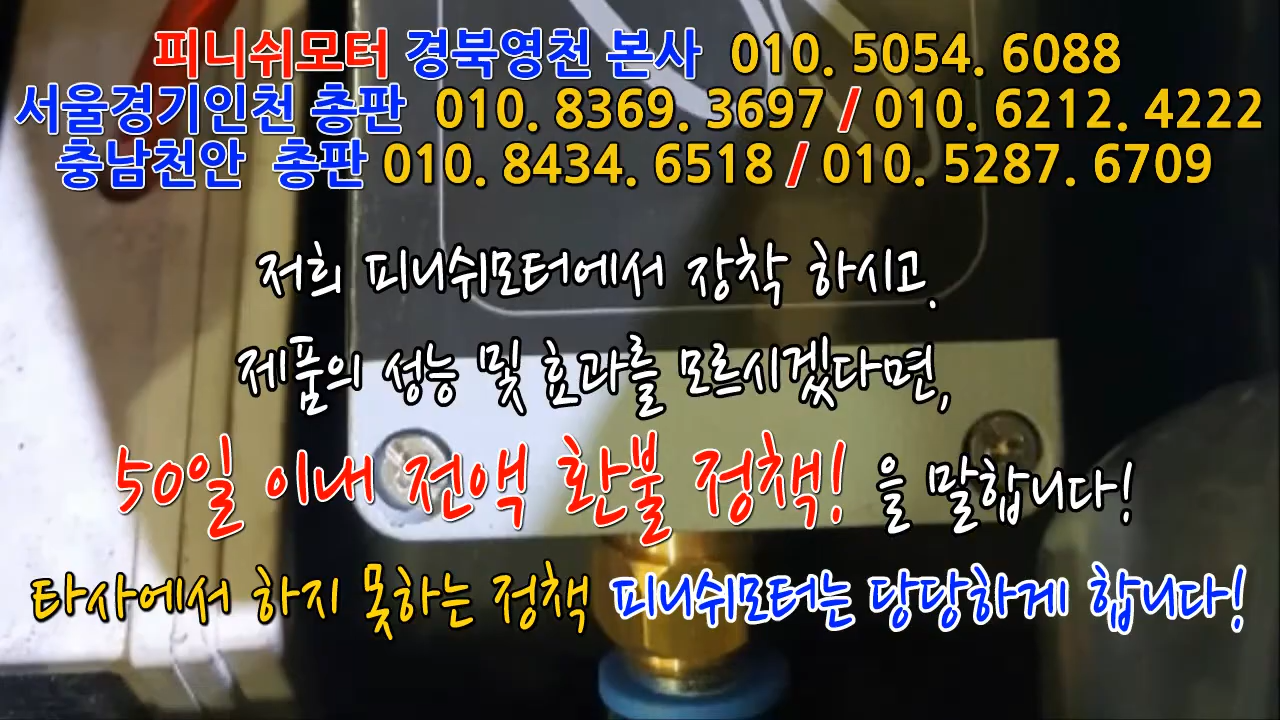 피니쉬모터 경북영천 본사 010. 5054. 6088
서울경기인천 총판 010. 8369. 3697 / 010. 6212. 4222
충남천안 총판 010. 8434. 6518 / 010. 5287. 6709
저희 피니쉬모터에서 장착 하시고.
제품의 성능 및 효과를 모르시겠다면,
50일 이내 전액 환불 정책! 을 말합니다!
타사에서 하지 못하는 정책 피니쉬모터는 당당하게 합니다!